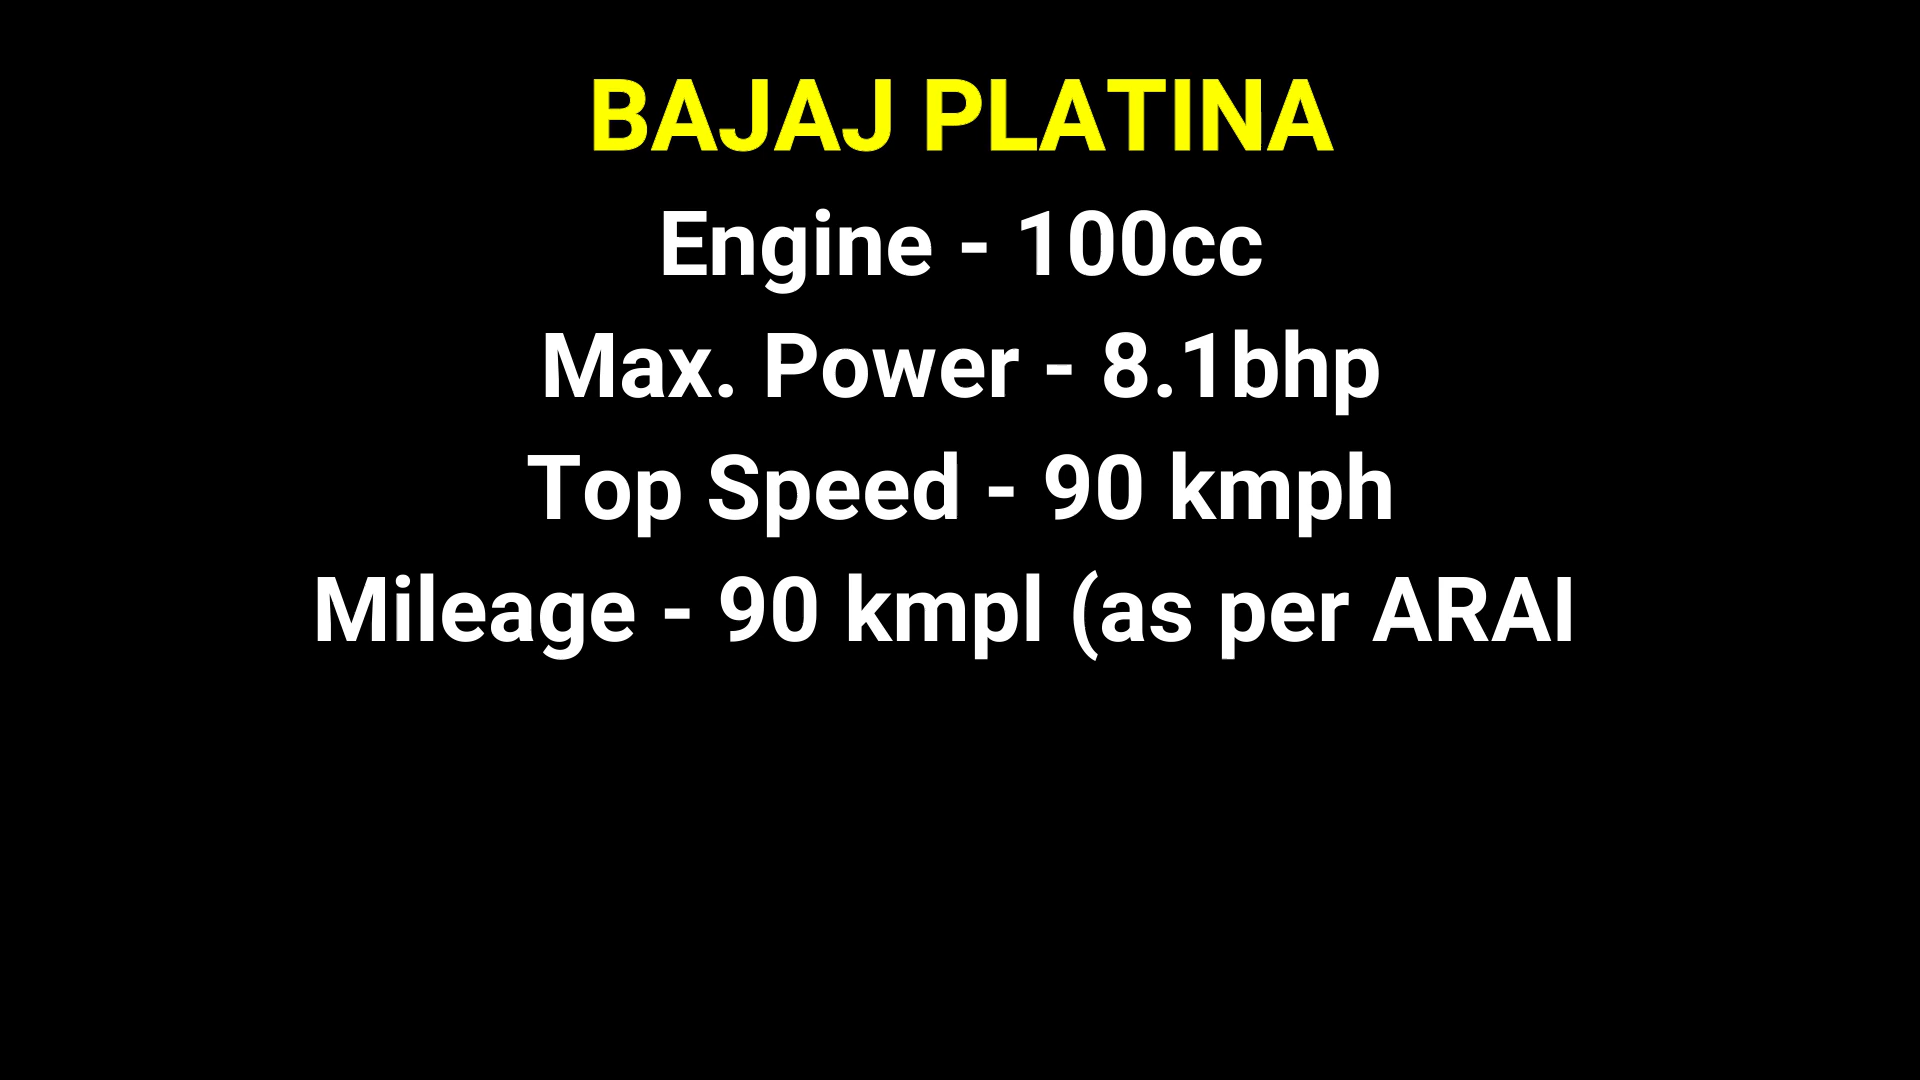 BAJAJ PLATINA
Engine - 100cc
Max. Power - 8.1bhp
Top Speed - 90 kmph
Mileage - 90 kmpl (as per ARAI